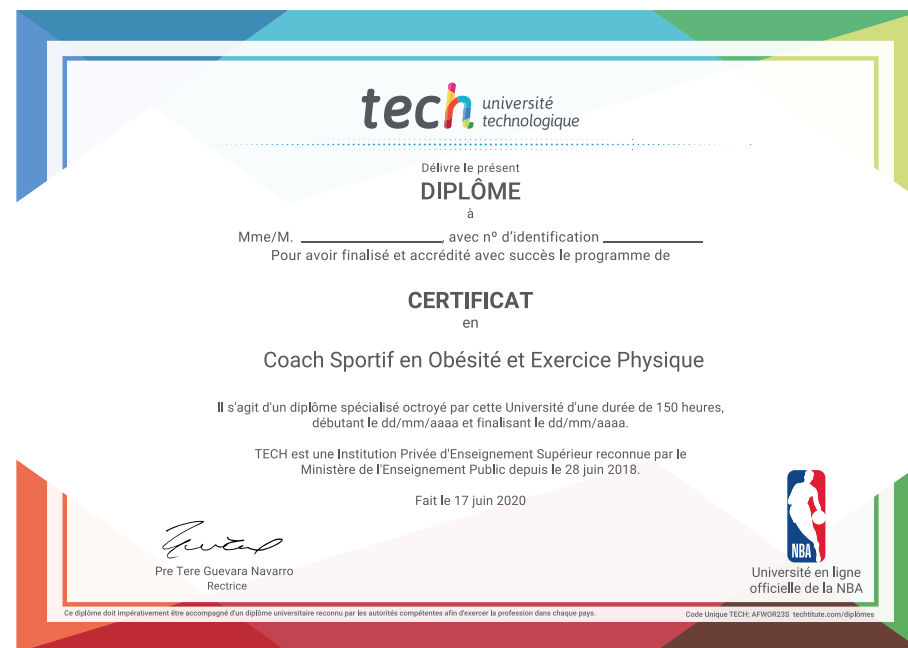 tech université
technologique
Délivre le présent
DIPLÔME
à
Mme/M. ____________________, avec nº d'identification ______________
Pour avoir finalisé et accrédité avec succès le programme de
CERTIFICAT
en
Coach Sportif en Obésité et Exercice Physique
Il s'agit d'un diplôme spécialisé octroyé par cette Université d'une durée de 150 heures,
débutant le dd/mm/aaaa et finalisant le dd/mm/aaaa.
TECH est une Institution Privée d'Enseignement Supérieur reconnue par le
Ministère de l'Enseignement Public depuis le 28 juin 2018.
Fait le 17 juin 2020
Pre Tere Guevara Navarro
Rectrice
NBA
Université en ligne
officielle de la NBA
Ce diplôme doit impérativement être accompagné d'un diplôme universitaire reconnu par les autorités compétentes afin d'exercer la profession dans chaque pays.
Code Unique TECH: AFWOR23S techtitute.com/diplômes